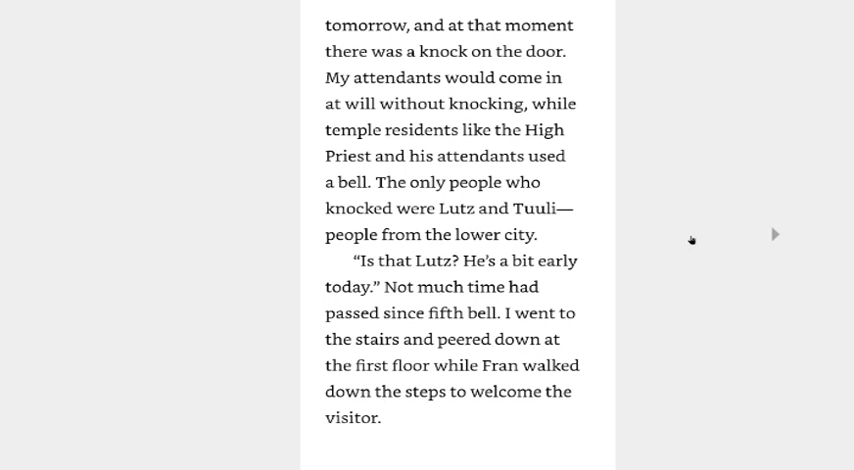 tomorrow, and at that moment
there was a knock on the door.
My attendants would come in
at will without knocking, while
temple residents like the High
Priest and his attendants used
a bell. The only people who
knocked were Lutz and Tuuli—
people from the lower city.
“Is that Lutz? He’s a bit early
today.” Not much time had
passed since fifth bell. I went to
the stairs and peered down at
the first floor while Fran walked
down the steps to welcome the
visitor.